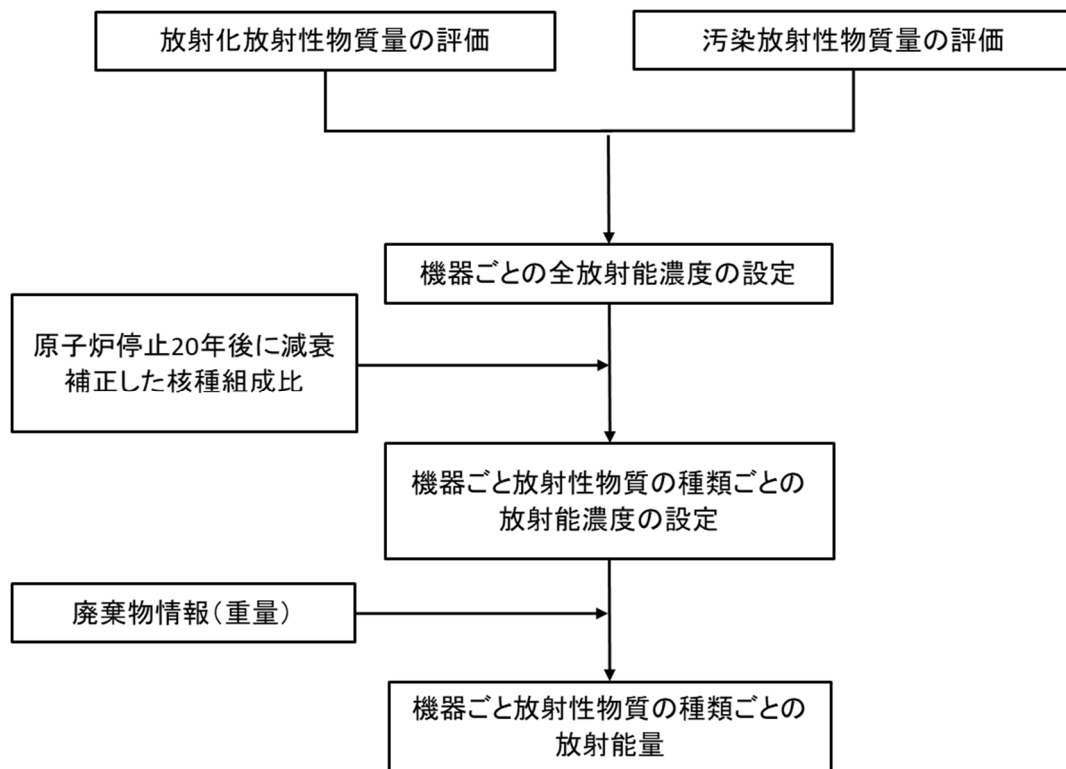 放射化放射性物質量の評価
汚染放射性物質量の評価
機器ごとの全放射能濃度の設定
原子炉停止20年後に減衰
補正した核種組成比
機器ごと放射性物質の種類ごとの
放射能濃度の設定
廃棄物情報（重量）
機器ごと放射性物質の種類ごとの
放射能量